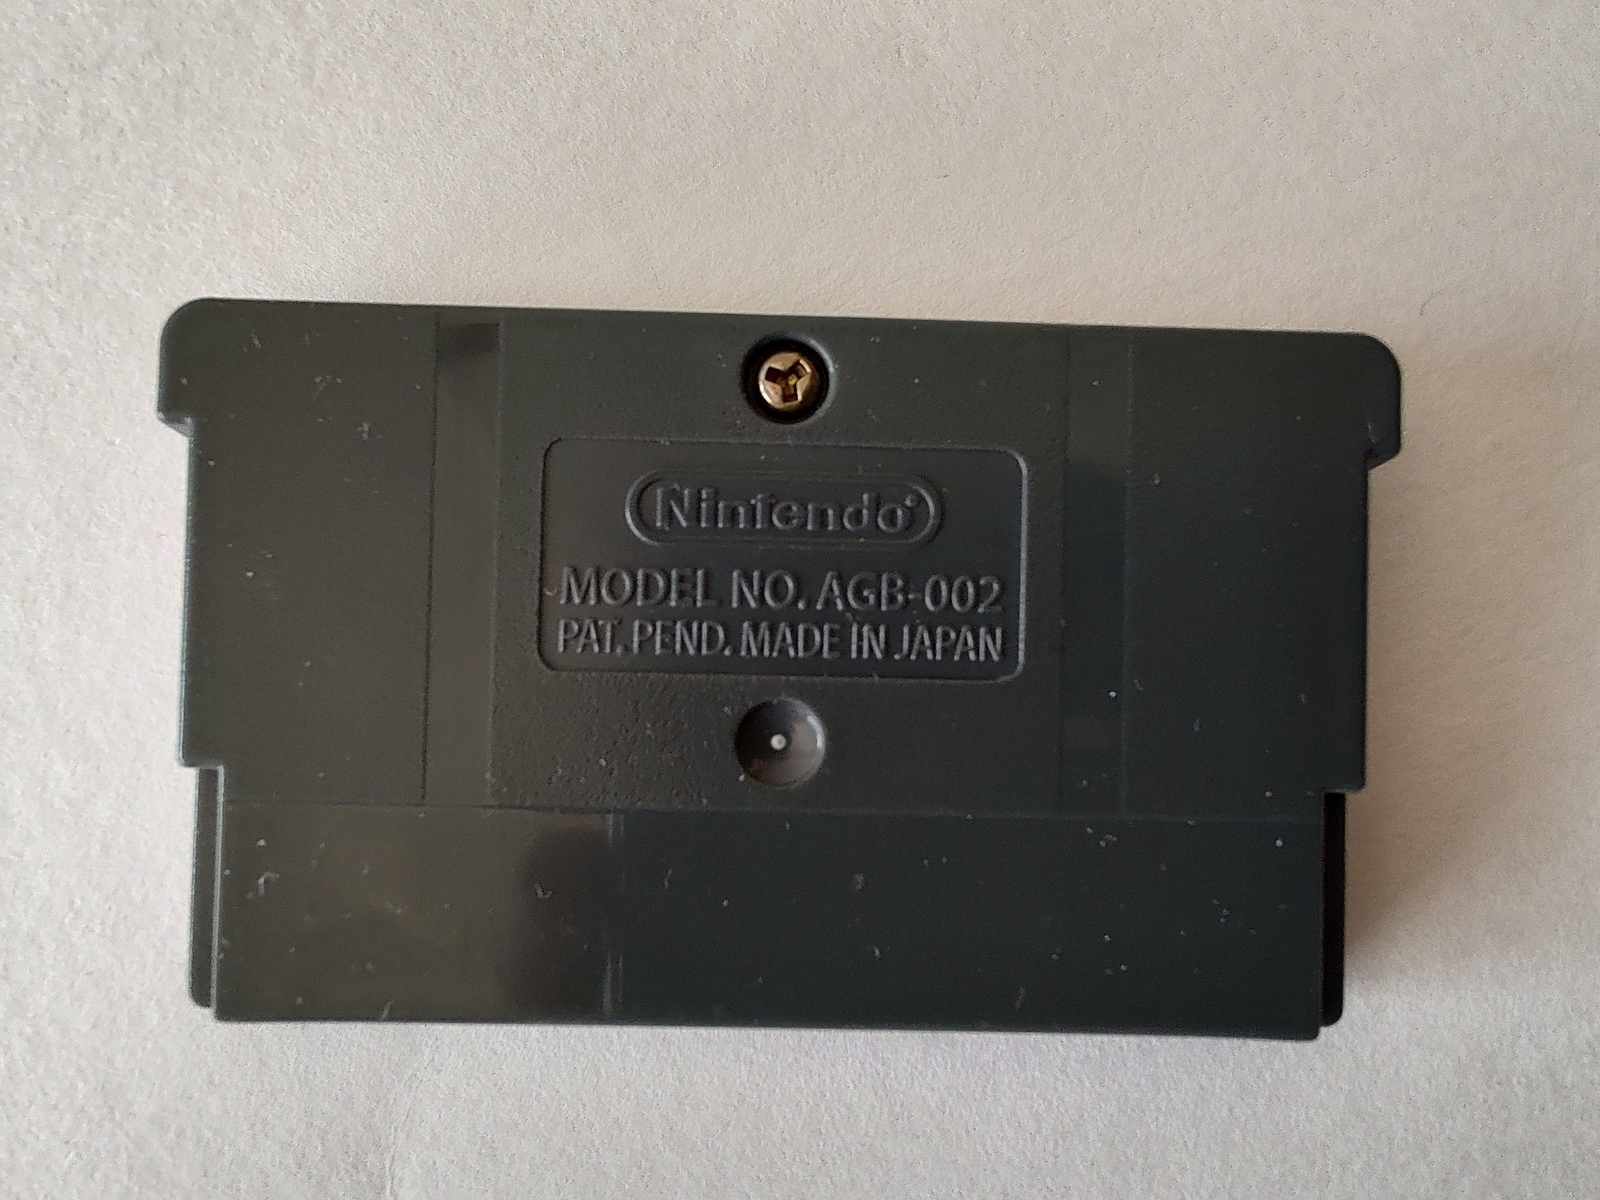 Nintendo®
MODEL NO. AGB-002
PAT. PEND. MADE IN JAPAN